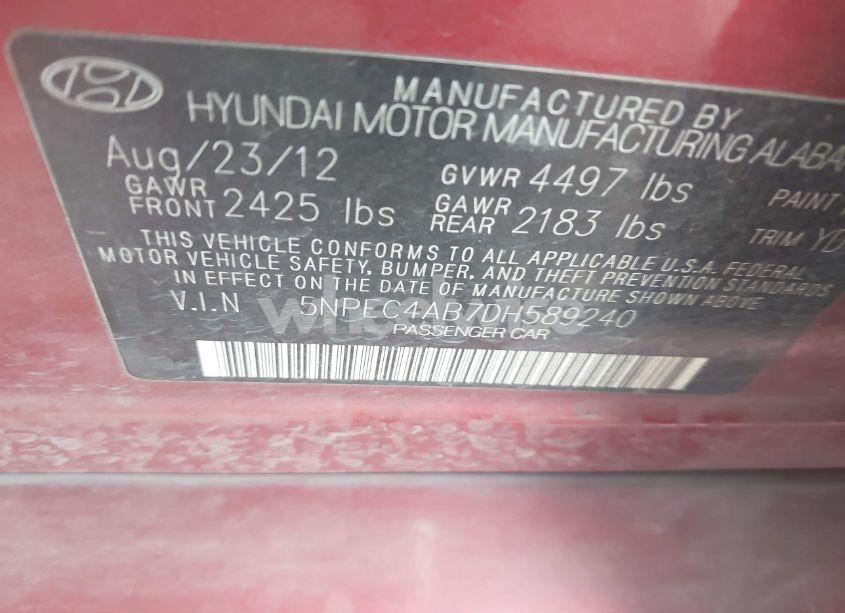 MANUFACTURED BY
HYUNDAI MOTOR MANUFACTURING ALABA
Aug/23/12 GVWR 4497 lbs PAINT
GAWR FRONT 2425 lbs GAWR REAR 2183 lbs TRIM YD
THIS VEHICLE CONFORMS TO ALL APPLICABLE U.S.A. FEDERAL
MOTOR VEHICLE SAFETY, BUMPER, AND THEFT PREVENTION STANDARDS
IN EFFECT ON THE DATE OF MANUFACTURE SHOWN ABOVE
V.I.N 5NPEC4AB7DH589240
PASSENGER CAR